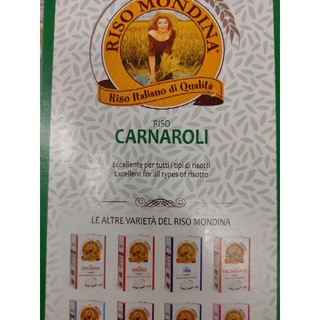 RISO MONDINA
Riso Italiano di Qualità
RISO
CARNAROLI
Eccellente per tutti i tipi di risotti
Excellent for all types of risotto
LE ALTRE VARIETÀ DEL RISO MONDINA